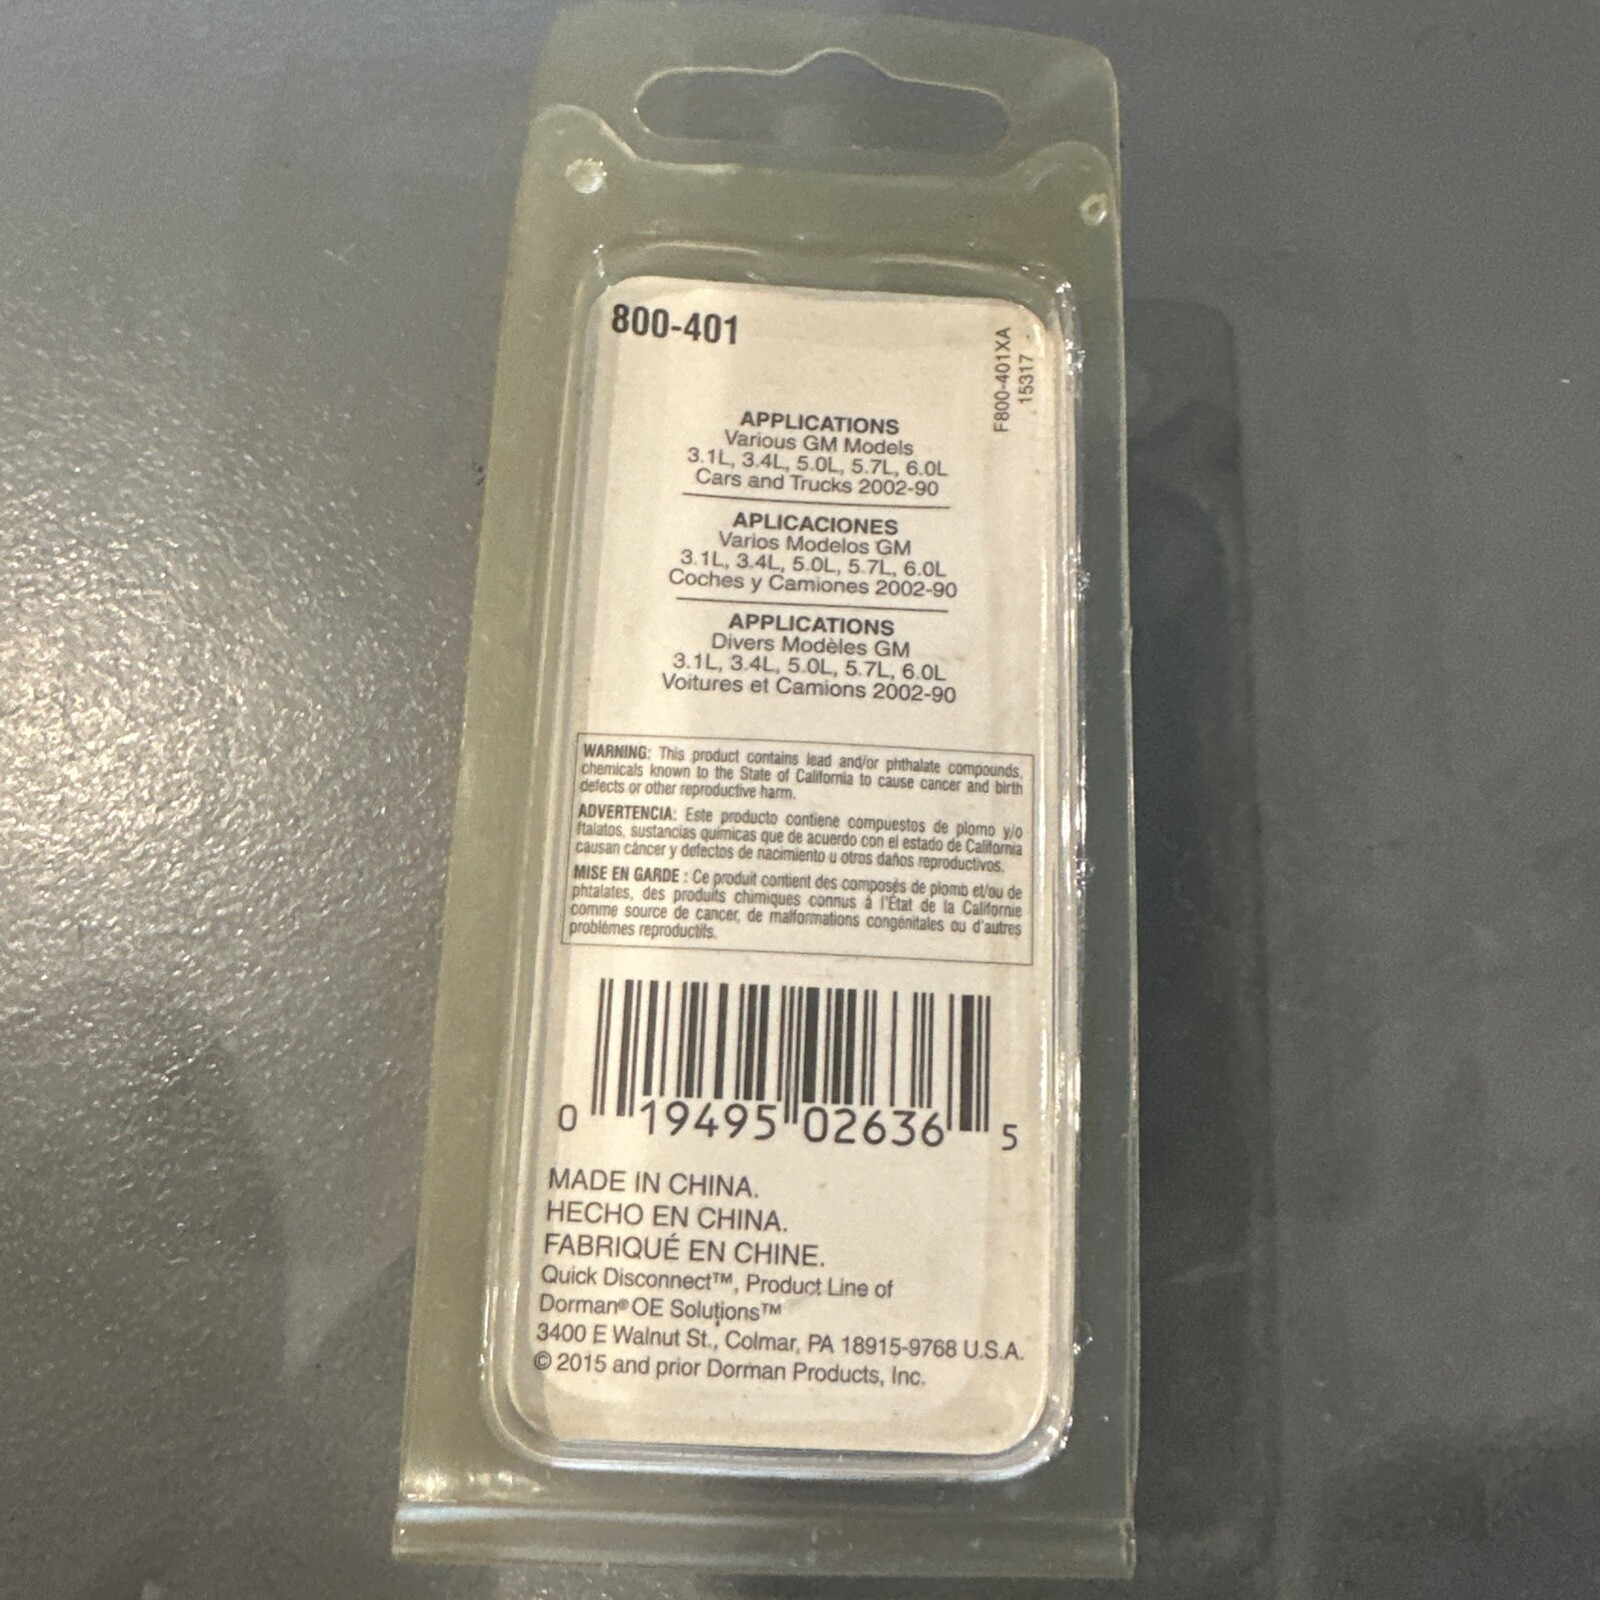 800-401
F800-401XA
15317
APPLICATIONS
Various GM Models
3.1L, 3.4L, 5.0L, 5.7L, 6.0L
Cars and Trucks 2002-90
APLICACIONES
Varios Modelos GM
3.1L, 3.4L, 5.0L, 5.7L, 6.0L
Coches y Camiones 2002-90
APPLICATIONS
Divers Modèles GM
3.1L, 3.4L, 5.0L, 5.7L, 6.0L
Voitures et Camions 2002-90
WARNING: This product contains lead and/or phthalate compounds,
chemicals known to the State of California to cause cancer and birth
defects or other reproductive harm.
ADVERTENCIA: Este producto contiene compuestos de plomo y/o
ftalatos, sustancias químicas que de acuerdo con el estado de California
causan cáncer y defectos de nacimiento u otros daños reproductivos.
MISE EN GARDE : Ce produit contient des composés de plomb et/ou de
phtalates, des produits chimiques connus à l'État de la Californie
comme source de cancer, de malformations congénitales ou d'autres
problèmes reproductifs.
0 19495 02636 5
MADE IN CHINA.
HECHO EN CHINA.
FABRIQUÉ EN CHINE.
Quick Disconnect™, Product Line of
Dorman® OE Solutions™
3400 E Walnut St., Colmar, PA 18915-9768 U.S.A.
© 2015 and prior Dorman Products, Inc.